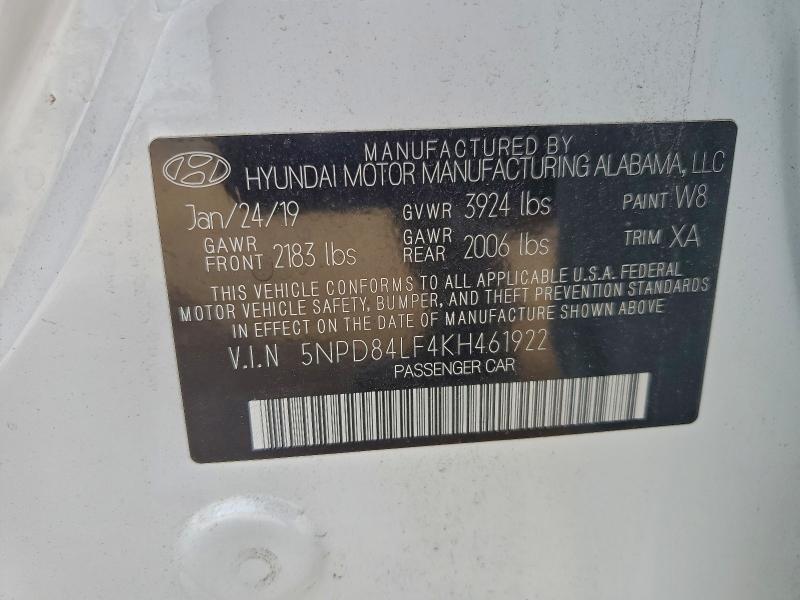 MANUFACTURED BY
HYUNDAI MOTOR MANUFACTURING ALABAMA, LLC
Jan/24/19 GVWR 3924 lbs PAINT W8
GAWR FRONT 2183 lbs GAWR REAR 2006 lbs TRIM XA
THIS VEHICLE CONFORMS TO ALL APPLICABLE U.S.A. FEDERAL
MOTOR VEHICLE SAFETY, BUMPER, AND THEFT PREVENTION STANDARDS
IN EFFECT ON THE DATE OF MANUFACTURE SHOWN ABOVE
V.I.N 5NPD84LF4KH461922
PASSENGER CAR